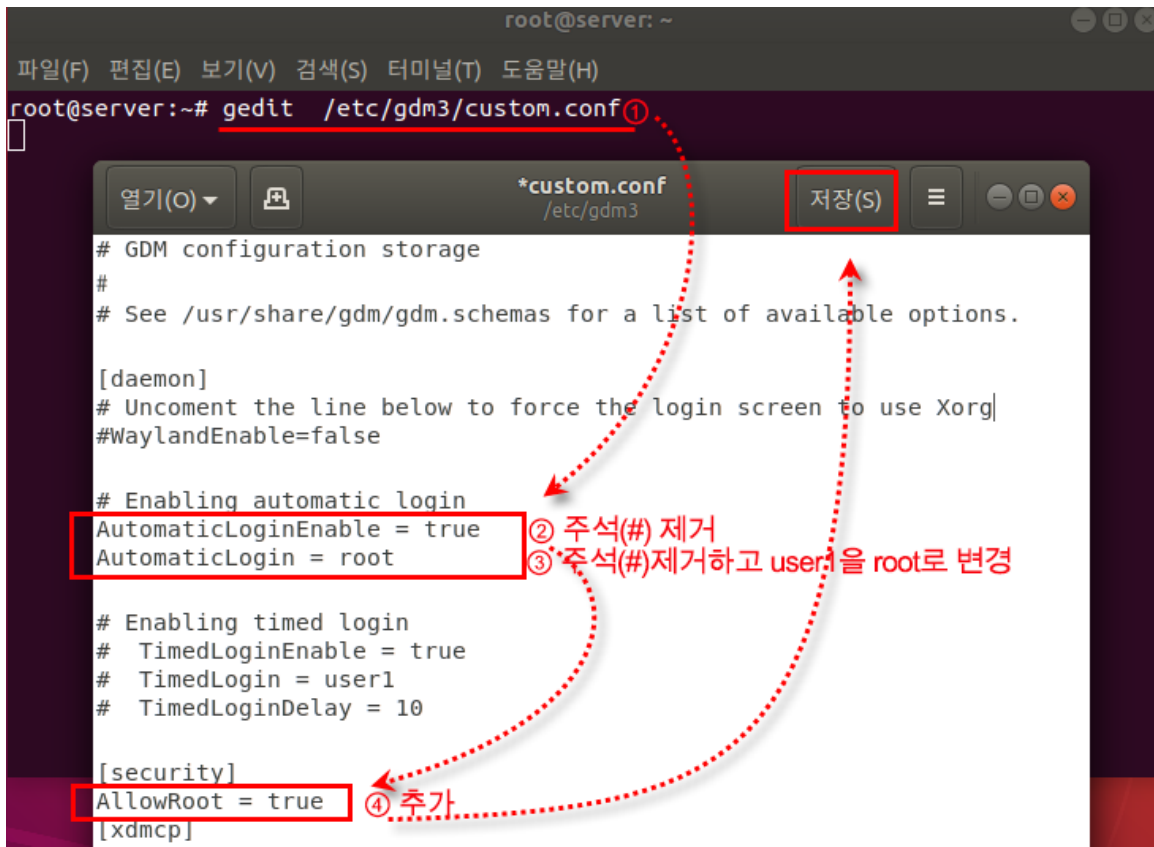 root@server: ~
파일(F) 편집(E) 보기(V) 검색(S) 터미널(T) 도움말(H)
root@server:~# gedit  /etc/gdm3/custom.conf①
열기(O)
*custom.conf
/etc/gdm3
저장(S)
# GDM configuration storage
#
# See /usr/share/gdm/gdm.schemas for a list of available options.
[daemon]
# Uncoment the line below to force the login screen to use Xorg
#WaylandEnable=false
# Enabling automatic login
AutomaticLoginEnable = true ② 주석(#) 제거
AutomaticLogin = root ③ 주석(#)제거하고 user1을 root로 변경
# Enabling timed login
#  TimedLoginEnable = true
#  TimedLogin = user1
#  TimedLoginDelay = 10
[security]
AllowRoot = true ④ 추가
[xdmcp]